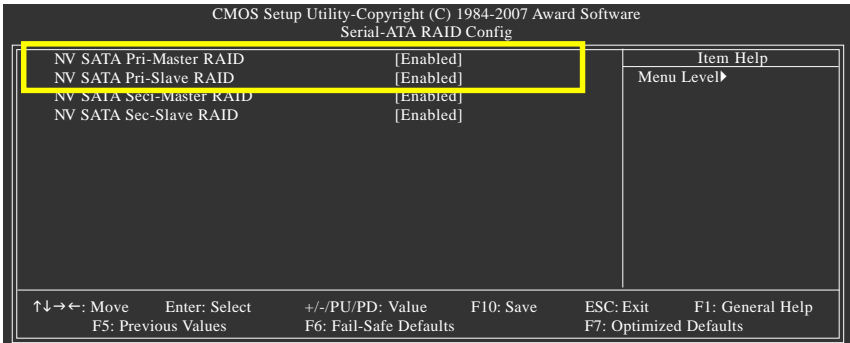 CMOS Setup Utility-Copyright (C) 1984-2007 Award Software
Serial-ATA RAID Config
NV SATA Pri-Master RAID [Enabled]
NV SATA Pri-Slave RAID [Enabled]
NV SATA Seci-Master RAID [Enabled]
NV SATA Sec-Slave RAID [Enabled]
Item Help
Menu Level▸
↑↓→←: Move Enter: Select +/-/PU/PD: Value F10: Save ESC: Exit F1: General Help
F5: Previous Values F6: Fail-Safe Defaults F7: Optimized Defaults